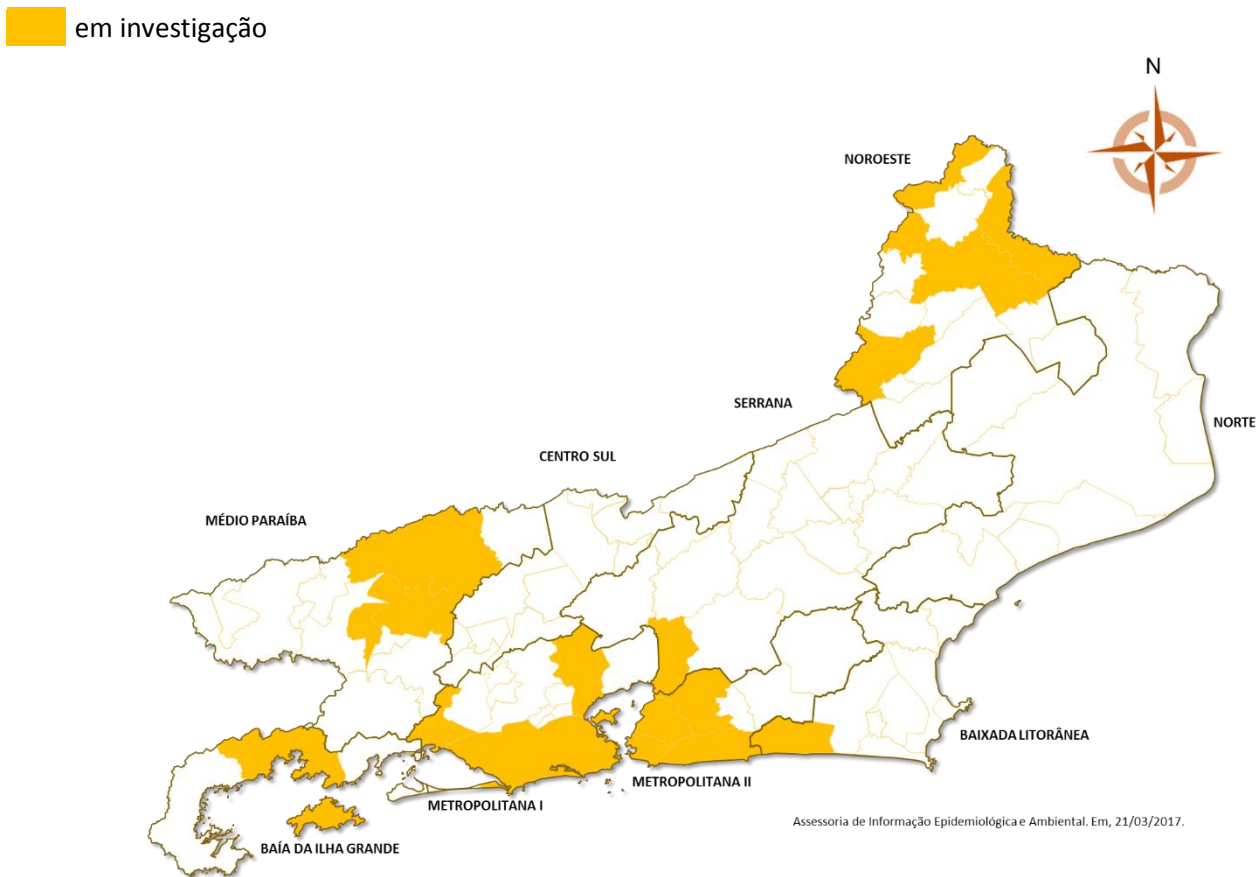 em investigação
N
NOROESTE
SERRANA
NORTE
CENTRO SUL
MÉDIO PARAÍBA
BAIXADA LITORÂNEA
METROPOLITANA II
METROPOLITANA I
Assessoria de Informação Epidemiológica e Ambiental. Em, 21/03/2017.
BAÍA DA ILHA GRANDE